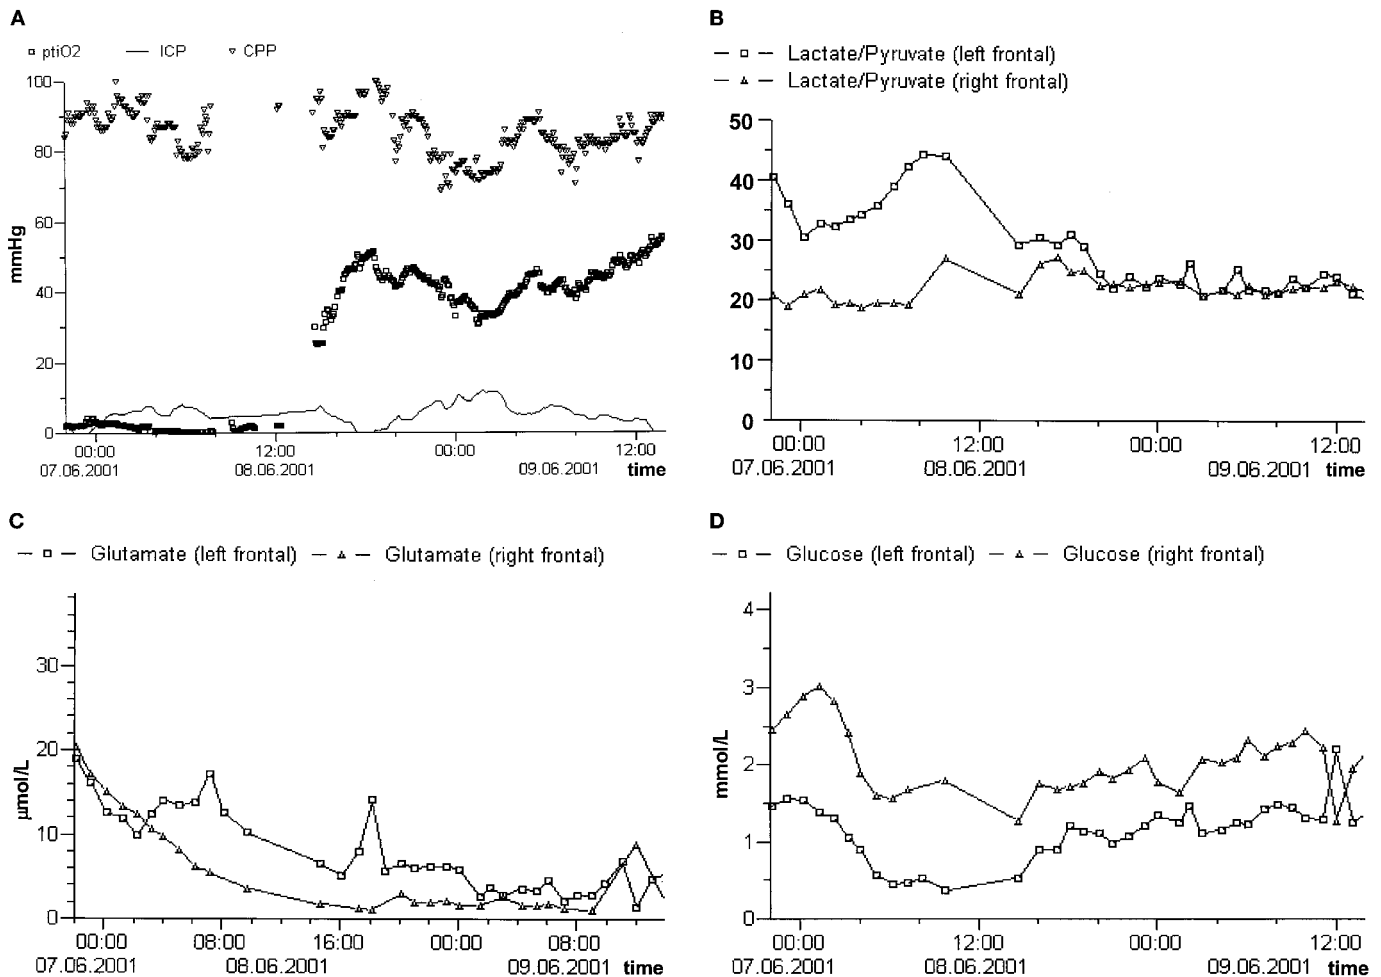 A
ptiO2 ICP CPP
100
80
60
40
20
0
mmHg
00:00 12:00 00:00 12:00
07.06.2001 08.06.2001 09.06.2001 time
B
Lactate/Pyruvate (left frontal)
Lactate/Pyruvate (right frontal)
50
40
30
20
10
0
00:00 12:00 00:00 12:00
07.06.2001 08.06.2001 09.06.2001 time
C
Glutamate (left frontal) Glutamate (right frontal)
30
20
10
0
µmol/L
00:00 08:00 16:00 00:00 08:00
07.06.2001 08.06.2001 09.06.2001 time
D
Glucose (left frontal) Glucose (right frontal)
4
3
2
1
0
mmol/L
00:00 12:00 00:00 12:00
07.06.2001 08.06.2001 09.06.2001 time